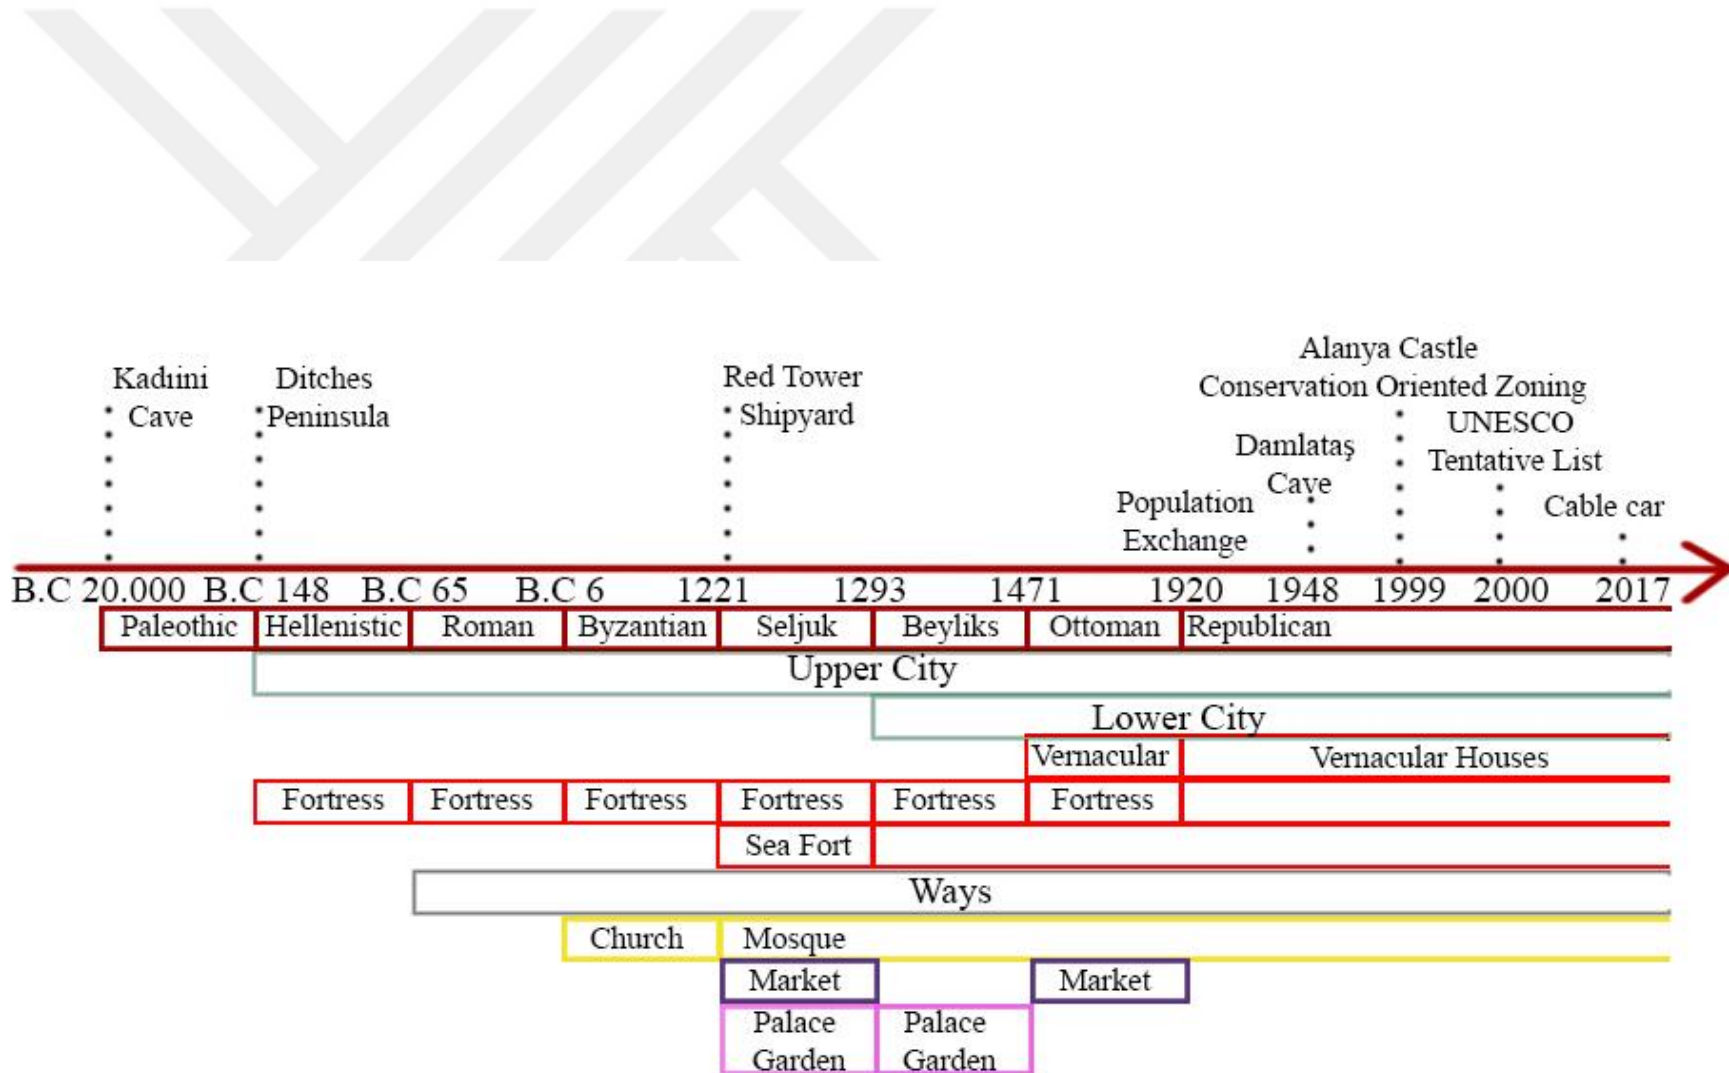 Alanya Castle
Conservation Oriented Zoning
Kadıini
Cave
Ditches
Peninsula
Red Tower
Shipyard
UNESCO
Tentative List
Damlataş
Cave
Population
Exchange
Cable car
B.C 20.000 B.C 148 B.C 65 B.C 6 1221 1293 1471 1920 1948 1999 2000 2017
Paleothic Hellenistic Roman Byzantian Seljuk Beyliks Ottoman Republican
Upper City
Lower City
Vernacular Vernacular Houses
Fortress Fortress Fortress Fortress Fortress Fortress
Sea Fort
Ways
Church Mosque
Market Market
Palace Palace
Garden Garden